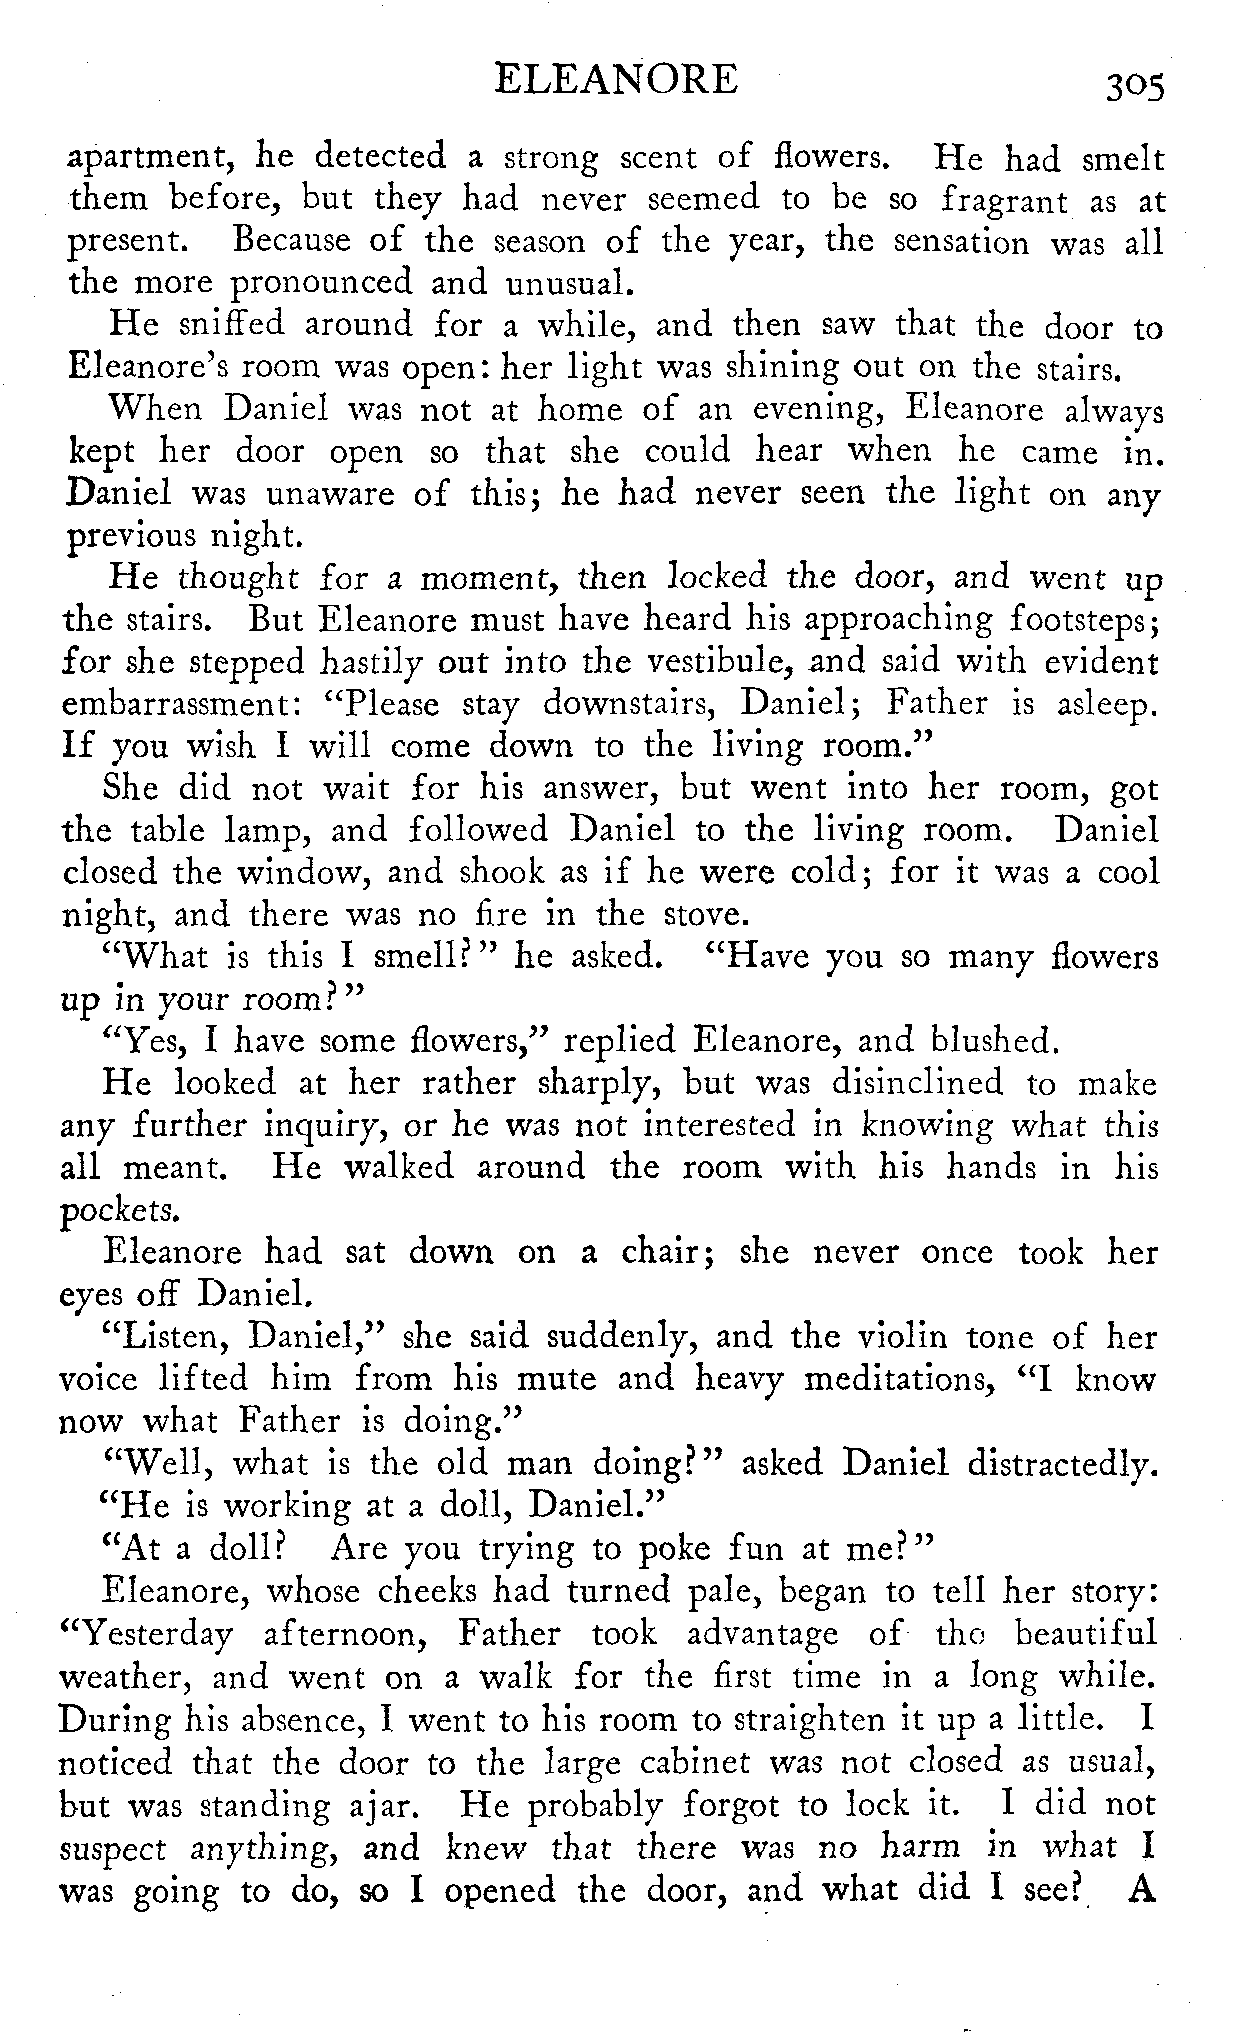 ELEANORE 305
apartment, he detected a strong scent of flowers. He had smelt
them before, but they had never seemed to be so fragrant as at
present. Because of the season of the year, the sensation was all
the more pronounced and unusual.
He sniffed around for a while, and then saw that the door to
Eleanore's room was open: her light was shining out on the stairs.
When Daniel was not at home of an evening, Eleanore always
kept her door open so that she could hear when he came in.
Daniel was unaware of this; he had never seen the light on any
previous night.
He thought for a moment, then locked the door, and went up
the stairs. But Eleanore must have heard his approaching footsteps;
for she stepped hastily out into the vestibule, and said with evident
embarrassment: "Please stay downstairs, Daniel; Father is asleep.
If you wish I will come down to the living room."
She did not wait for his answer, but went into her room, got
the table lamp, and followed Daniel to the living room. Daniel
closed the window, and shook as if he were cold; for it was a cool
night, and there was no fire in the stove.
"What is this I smell?" he asked. "Have you so many flowers
up in your room?"
"Yes, I have some flowers," replied Eleanore, and blushed.
He looked at her rather sharply, but was disinclined to make
any further inquiry, or he was not interested in knowing what this
all meant. He walked around the room with his hands in his
pockets.
Eleanore had sat down on a chair; she never once took her
eyes off Daniel.
"Listen, Daniel," she said suddenly, and the violin tone of her
voice lifted him from his mute and heavy meditations, "I know
now what Father is doing."
"Well, what is the old man doing?" asked Daniel distractedly.
"He is working at a doll, Daniel."
"At a doll? Are you trying to poke fun at me?"
Eleanore, whose cheeks had turned pale, began to tell her story:
"Yesterday afternoon, Father took advantage of the beautiful
weather, and went on a walk for the first time in a long while.
During his absence, I went to his room to straighten it up a little. I
noticed that the door to the large cabinet was not closed as usual,
but was standing ajar. He probably forgot to lock it. I did not
suspect anything, and knew that there was no harm in what I
was going to do, so I opened the door, and what did I see? A